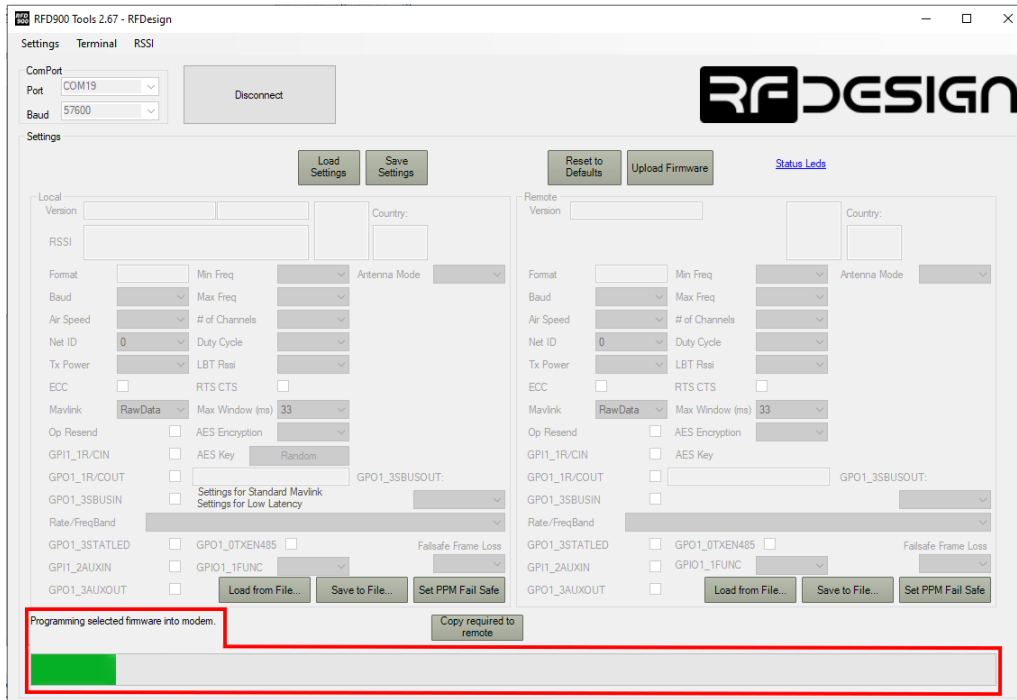 RFD900 Tools 2.67 - RFDesign
Settings Terminal RSSI
ComPort
Port COM19
Baud 57600
Disconnect
RFDESIGN
Settings
Load Settings
Save Settings
Reset to Defaults
Upload Firmware
Status Leds
Local
Version
Country:
RSSI
Format Min Freq Antenna Mode
Baud Max Freq
Air Speed # of Channels
Net ID 0 Duty Cycle
Tx Power LBT Rssi
ECC RTS CTS
Mavlink RawData Max Window (ms) 33
Op Resend AES Encryption
GPI1_1R/CIN AES Key Random
GPO1_1R/COUT GPO1_3SBUSOUT:
GPO1_3SBUSIN Settings for Standard Mavlink
Settings for Low Latency
Rate/FreqBand
GPO1_3STATLED GPO1_0TXEN485 Failsafe Frame Loss
GPI1_2AUXIN GPIO1_1FUNC
GPO1_3AUXOUT Load from File... Save to File... Set PPM Fail Safe
Remote
Version
Country:
Format Min Freq Antenna Mode
Baud Max Freq
Air Speed # of Channels
Net ID 0 Duty Cycle
Tx Power LBT Rssi
ECC RTS CTS
Mavlink RawData Max Window (ms) 33
Op Resend AES Encryption
GPI1_1R/CIN AES Key
GPO1_1R/COUT GPO1_3SBUSOUT:
GPO1_3SBUSIN
Rate/FreqBand
GPO1_3STATLED GPO1_0TXEN485 Failsafe Frame Loss
GPI1_2AUXIN GPIO1_1FUNC
GPO1_3AUXOUT Load from File... Save to File... Set PPM Fail Safe
Programming selected firmware into modem.
Copy required to
remote